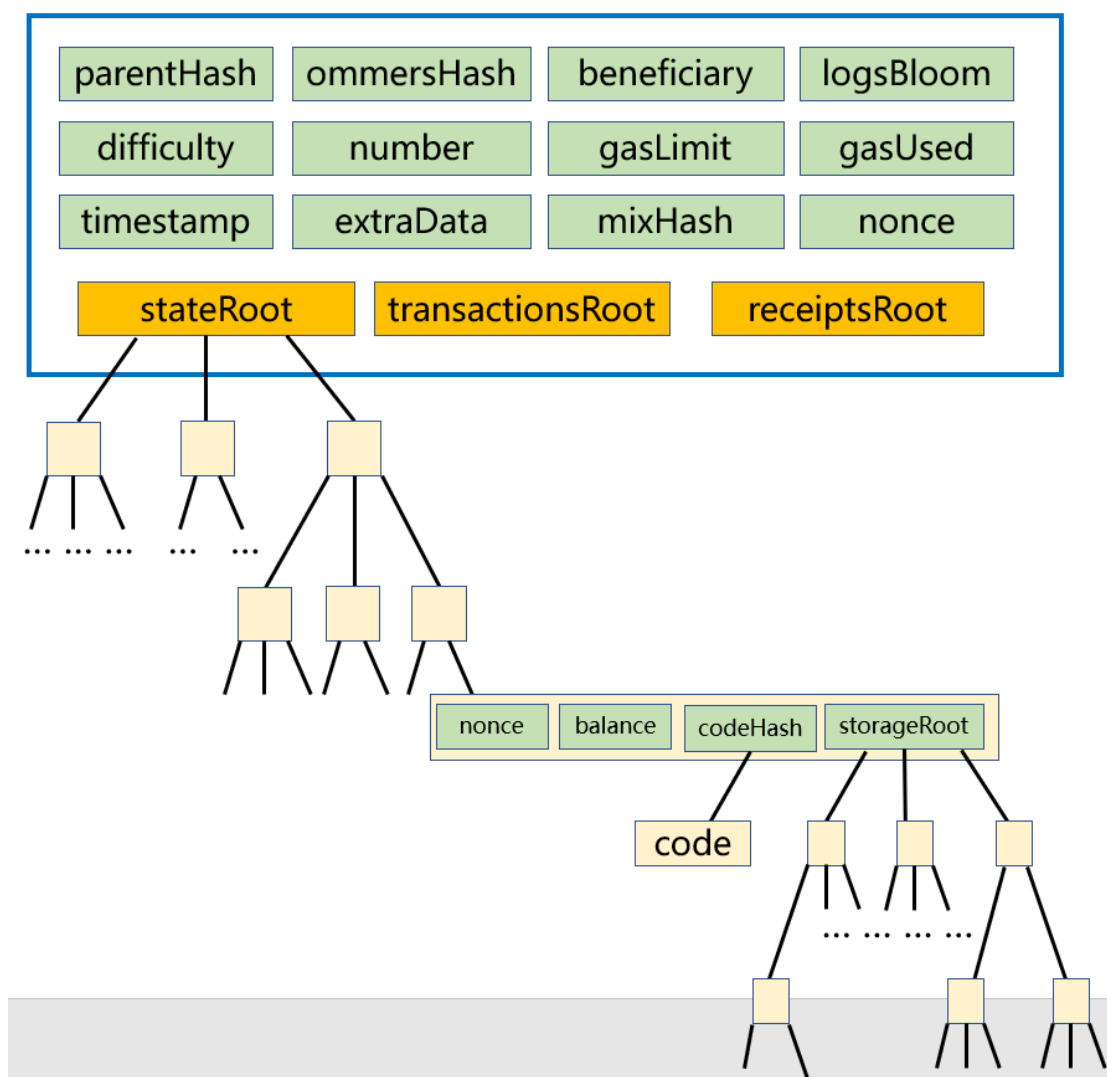 parentHash ommersHash beneficiary logsBloom
difficulty number gasLimit gasUsed
timestamp extraData mixHash nonce
stateRoot transactionsRoot receiptsRoot
... ... ... ... ...
nonce balance codeHash storageRoot
code
... ... ... ...